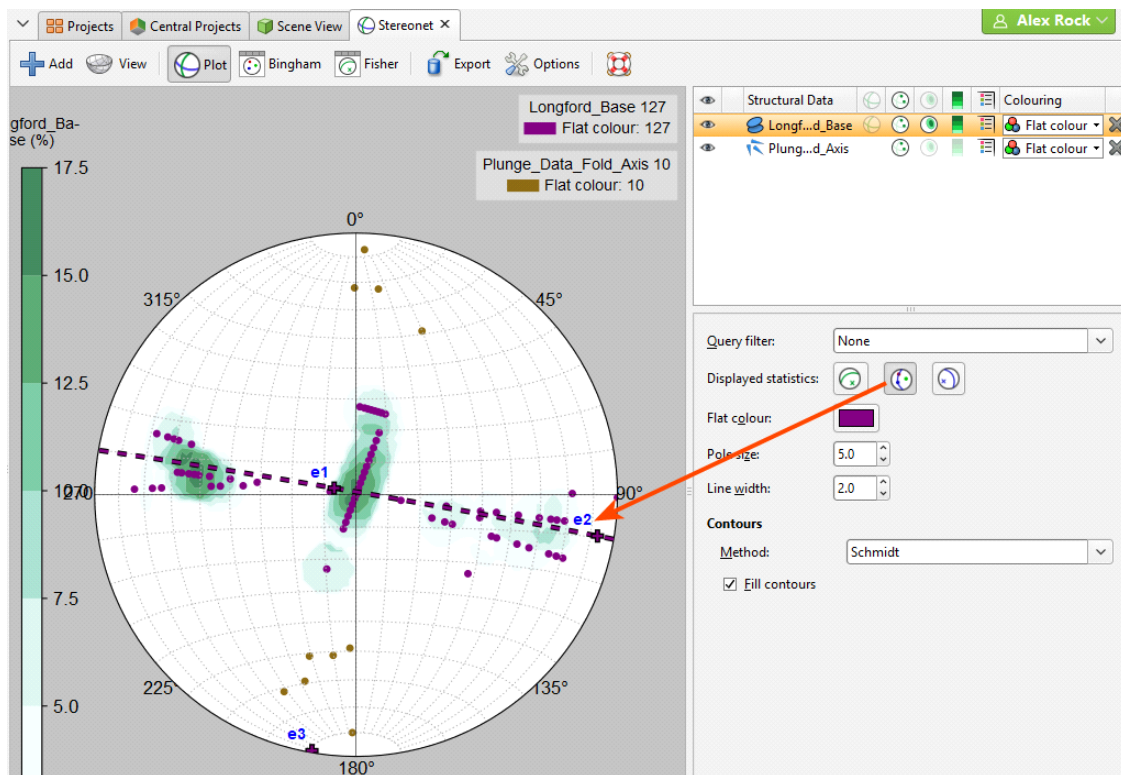 Projects Central Projects Scene View Stereonet
Alex Rock
Add View Plot Bingham Fisher Export Options
gford_Ba-
se (%)
17.5
15.0
12.5
7.5
5.0
Longford_Base 127
Flat colour: 127
Plunge_Data_Fold_Axis 10
Flat colour: 10
0°
315° 45°
e1
270 90°
e2
225° 135°
e3
180°
Structural Data Colouring
Longf...d_Base Flat colour
Plung...d_Axis Flat colour
Query filter: None
Displayed statistics:
Flat colour:
Pole size: 5.0
Line width: 2.0
Contours
Method: Schmidt
Fill contours